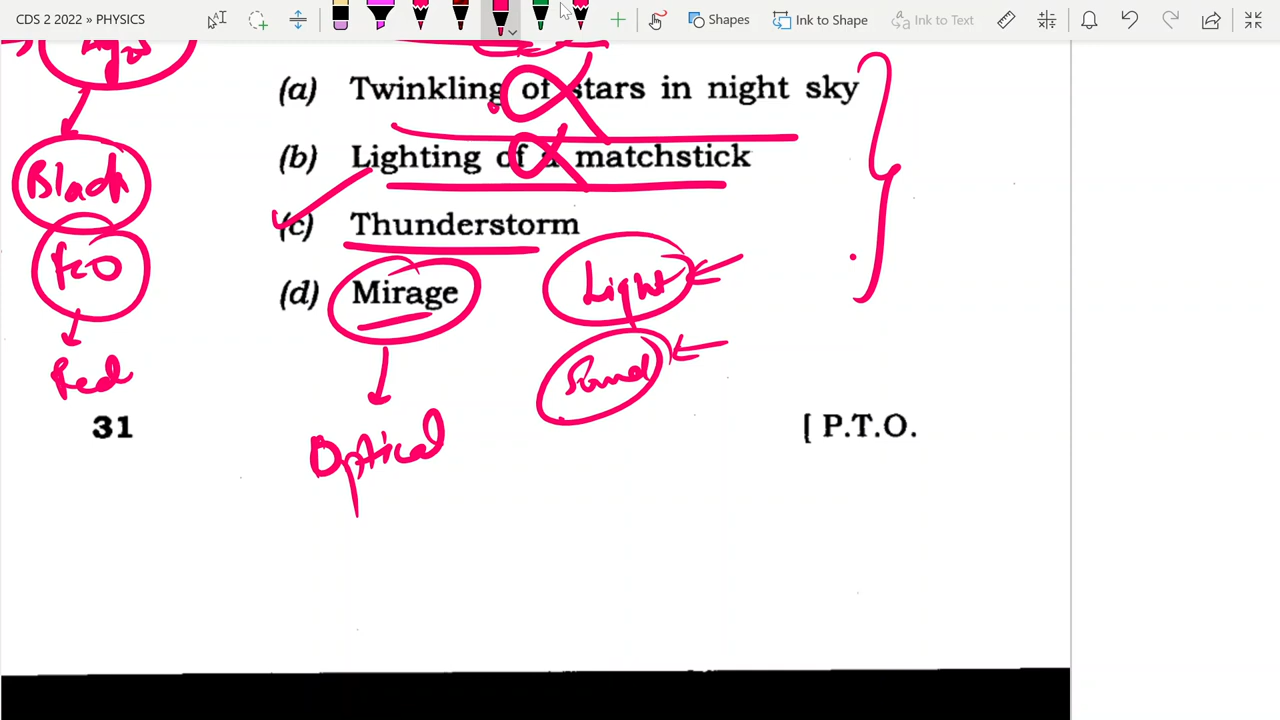 CDS 2 2022 » PHYSICS
Shapes
Ink to Shape
Ink to Text
(a) Twinkling of stars in night sky
(b) Lighting of a matchstick
(c) Thunderstorm
(d) Mirage
Black
Red
Light
Sound
Optical
31
[ P.T.O.